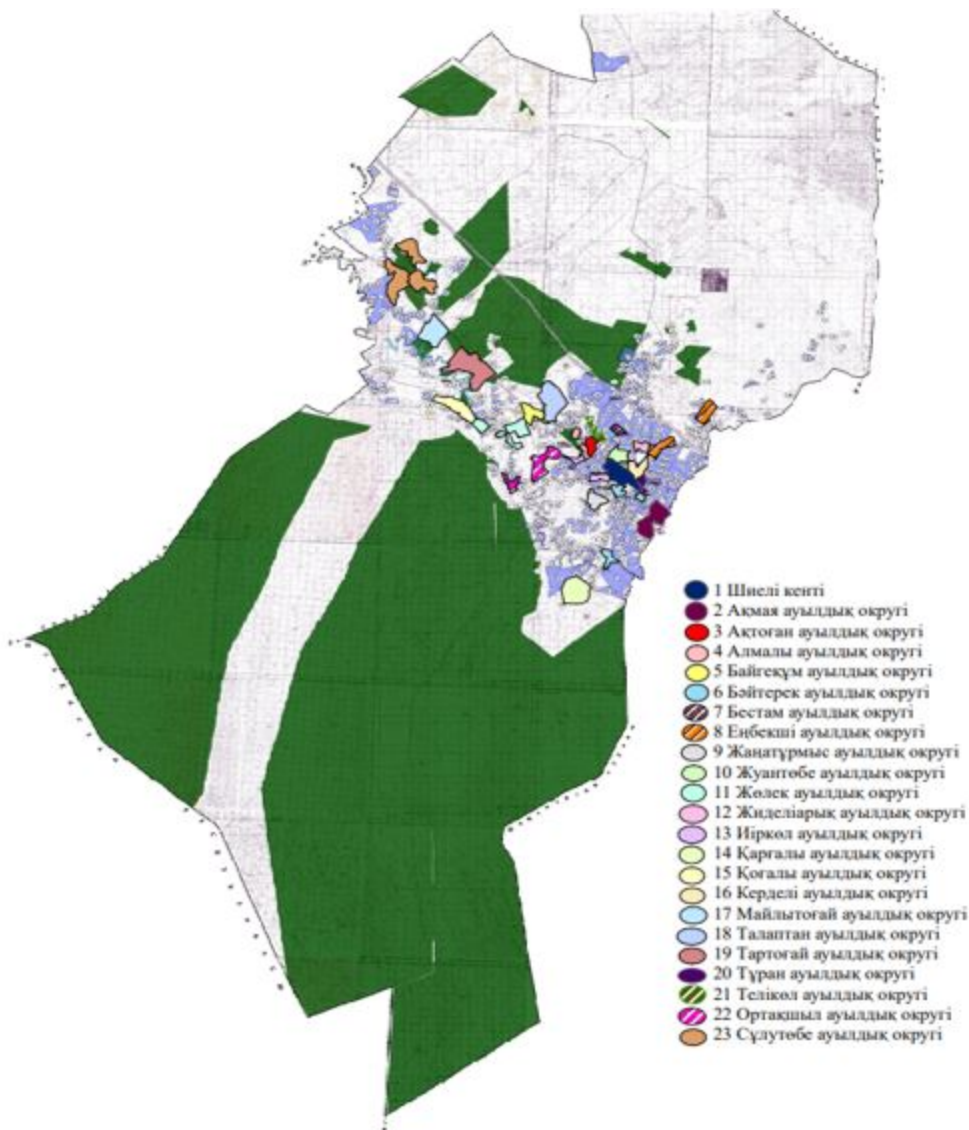 1 Шиелі кенті
2 Ақмая ауылдық округі
3 Ақтоған ауылдық округі
4 Алмалы ауылдық округі
5 Байгеқұм ауылдық округі
6 Бәйтерек ауылдық округі
7 Бестам ауылдық округі
8 Еңбекші ауылдық округі
9 Жаңатұрмыс ауылдық округі
10 Жуантөбе ауылдық округі
11 Жөлек ауылдық округі
12 Жиделіарық ауылдық округі
13 Иіркөл ауылдық округі
14 Қарғалы ауылдық округі
15 Қоғалы ауылдық округі
16 Керделі ауылдық округі
17 Майлытоғай ауылдық округі
18 Талаптан ауылдық округі
19 Тартоғай ауылдық округі
20 Тұран ауылдық округі
21 Телікөл ауылдық округі
22 Ортақшыл ауылдық округі
23 Сұлутөбе ауылдық округі